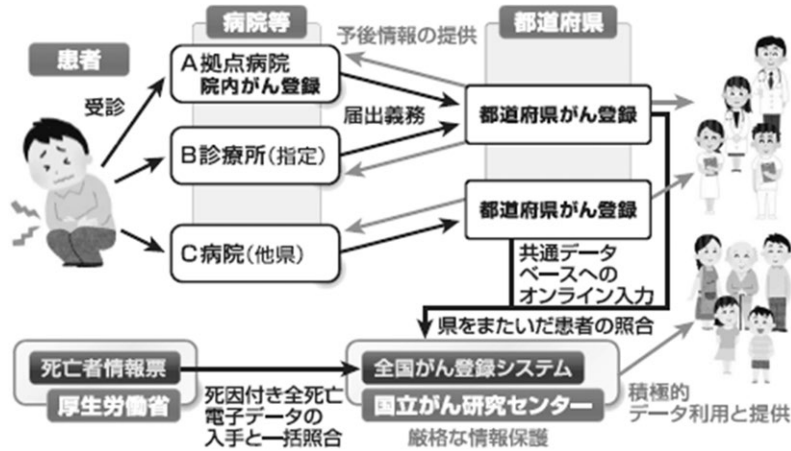 病院等
都道府県
患者
予後情報の提供
A拠点病院
院内がん登録
受診
届出義務
都道府県がん登録
B診療所(指定)
都道府県がん登録
C病院(他県)
共通データ
ベースへの
オンライン入力
県をまたいだ患者の照合
死亡者情報票
厚生労働省
死因付き全死亡
電子データの
入手と一括照合
全国がん登録システム
国立がん研究センター
厳格な情報保護
積極的
データ利用と提供